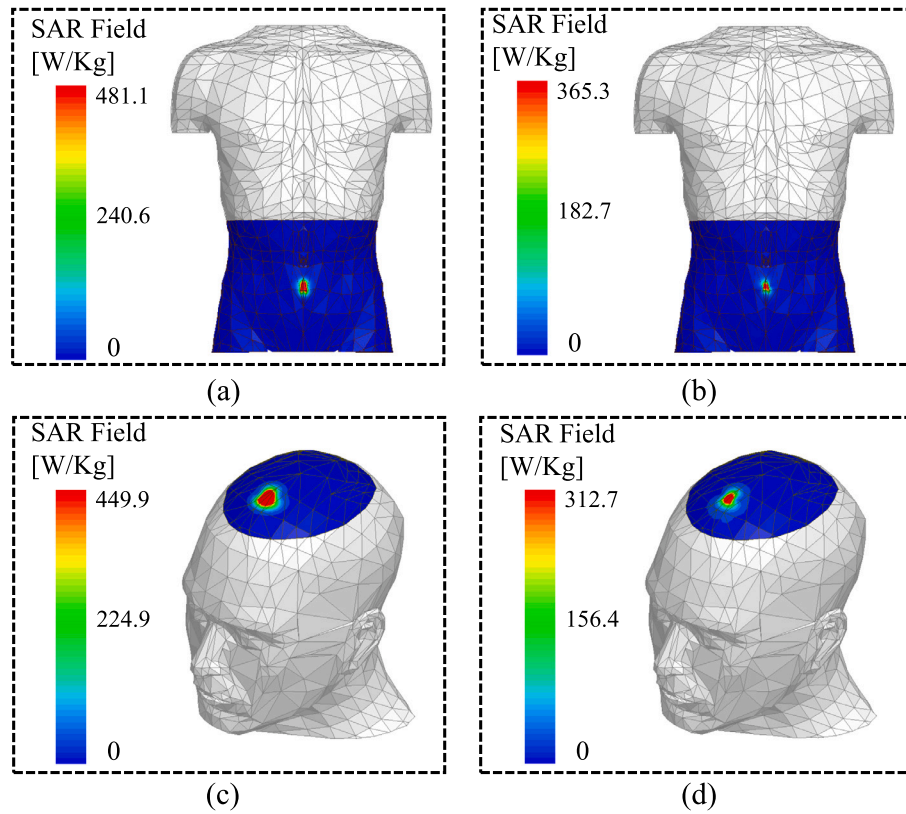 SAR Field
[W/Kg]
481.1
240.6
0
(a)
SAR Field
[W/Kg]
365.3
182.7
0
(b)
SAR Field
[W/Kg]
449.9
224.9
0
(c)
SAR Field
[W/Kg]
312.7
156.4
0
(d)